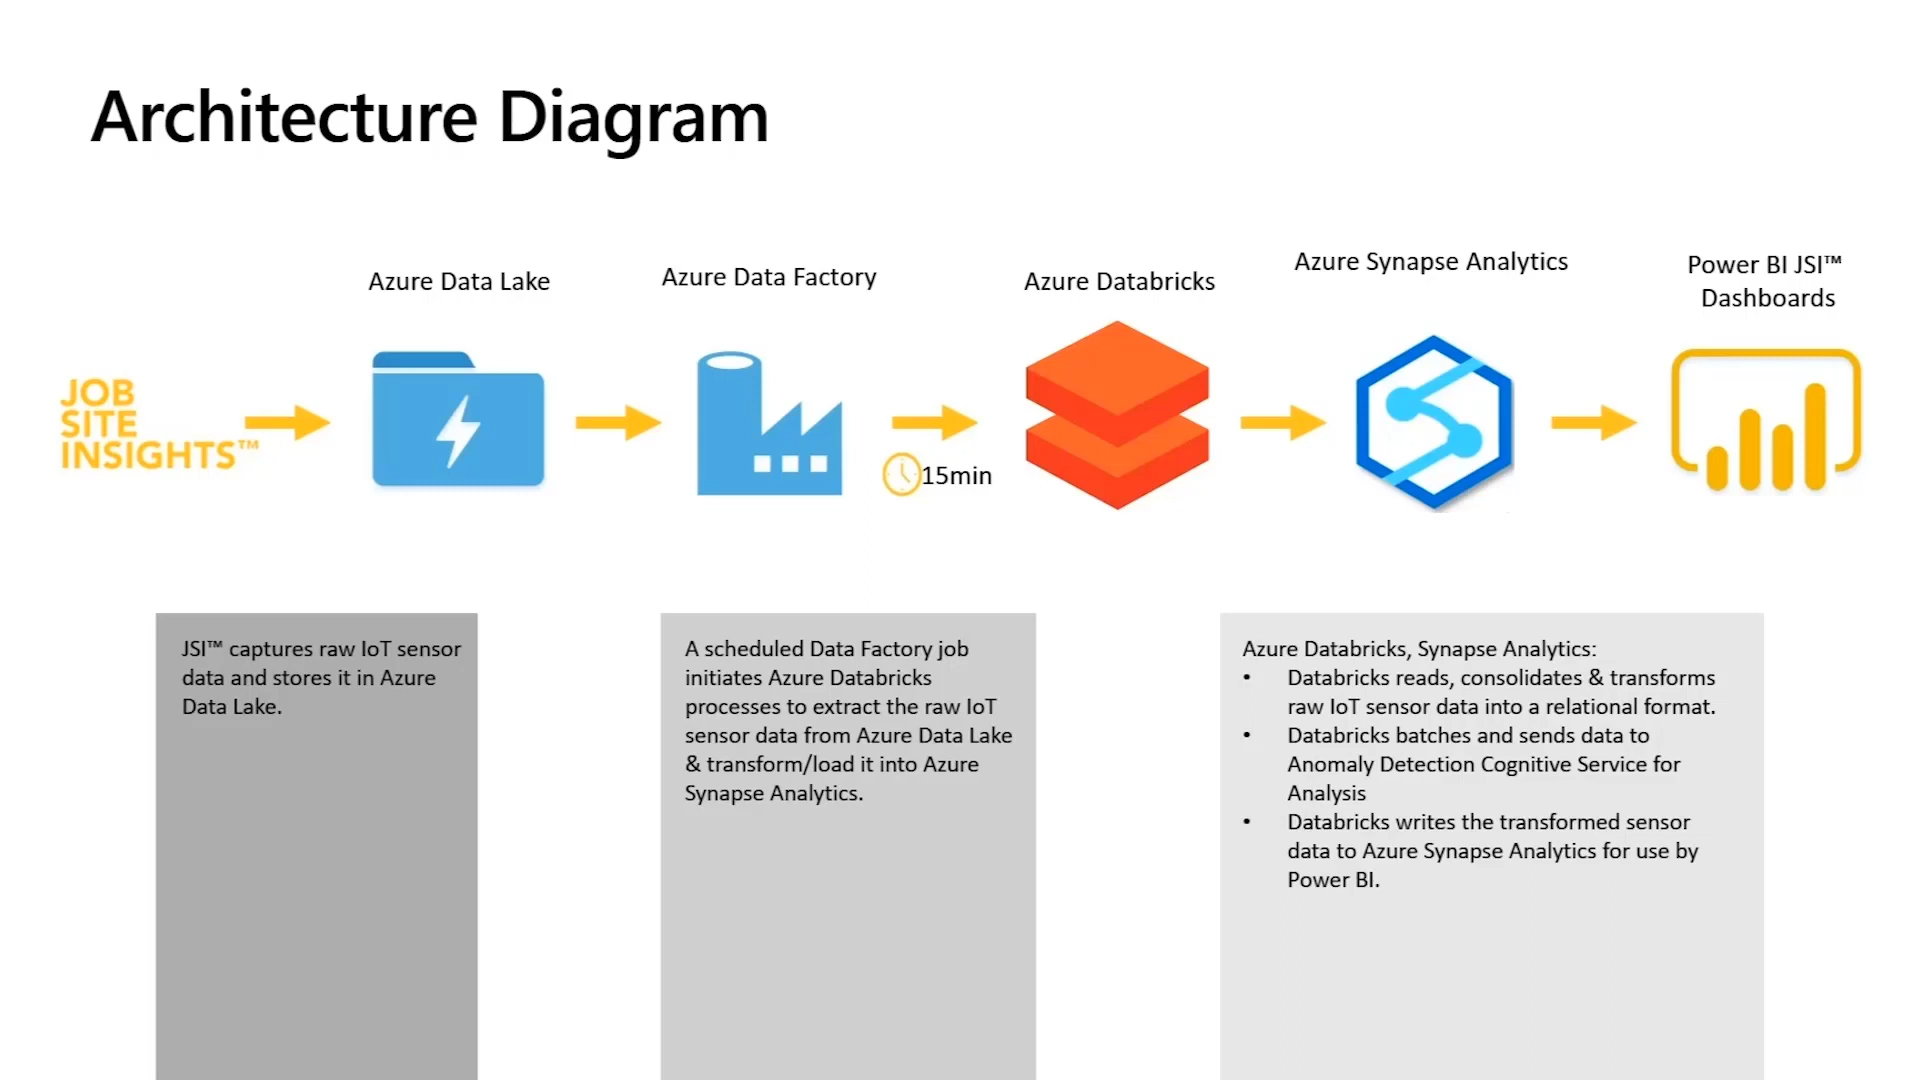 Architecture Diagram
Azure Data Lake
Azure Data Factory
Azure Databricks
Azure Synapse Analytics
Power BI JSI™
Dashboards
JOB
SITE
INSIGHTS™
15min
JSI™ captures raw IoT sensor
data and stores it in Azure
Data Lake.
A scheduled Data Factory job
initiates Azure Databricks
processes to extract the raw IoT
sensor data from Azure Data Lake
& transform/load it into Azure
Synapse Analytics.
Azure Databricks, Synapse Analytics:
• Databricks reads, consolidates & transforms
raw IoT sensor data into a relational format.
• Databricks batches and sends data to
Anomaly Detection Cognitive Service for
Analysis
• Databricks writes the transformed sensor
data to Azure Synapse Analytics for use by
Power BI.